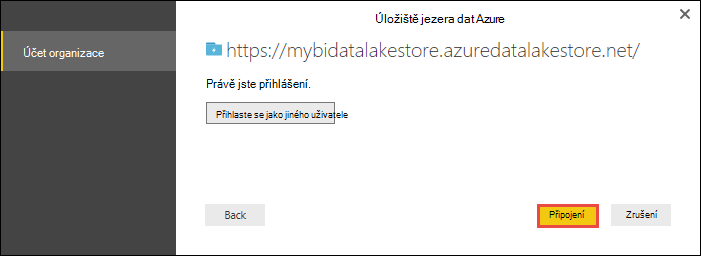 Úložiště jezera dat Azure
Účet organizace
https://mybidatalakestore.azuredatalakestore.net/
Právě jste přihlášení.
Přihlaste se jako jiného uživatele
Back
Připojení
Zrušení